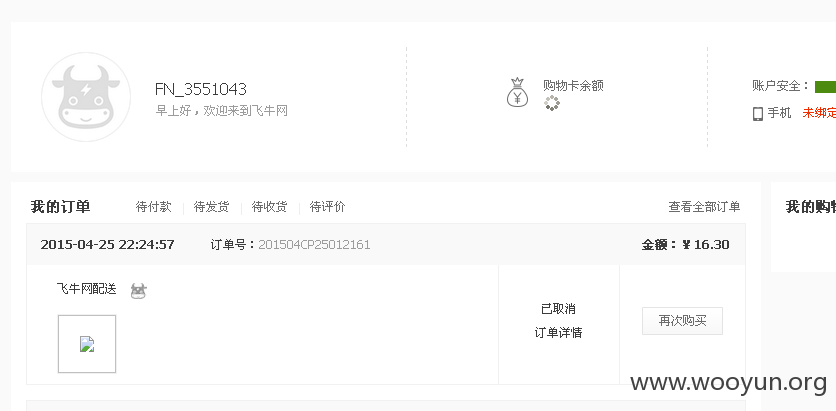 FN_3551043
早上好，欢迎来到飞牛网
购物卡余额
账户安全：
手机 未绑定
我的订单 待付款 待发货 待收货 待评价 查看全部订单
我的购物
2015-04-25 22:24:57 订单号：201504CP25012161 金额：¥ 16.30
飞牛网配送
已取消
订单详情
再次购买
www.wooyun.org